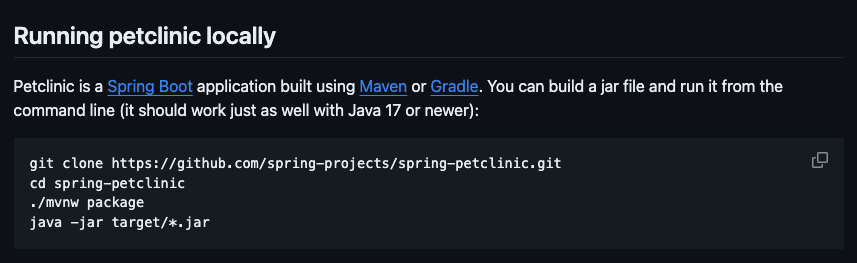 Running petclinic locally
Petclinic is a Spring Boot application built using Maven or Gradle. You can build a jar file and run it from the
command line (it should work just as well with Java 17 or newer):
git clone https://github.com/spring-projects/spring-petclinic.git
cd spring-petclinic
./mvnw package
java -jar target/*.jar